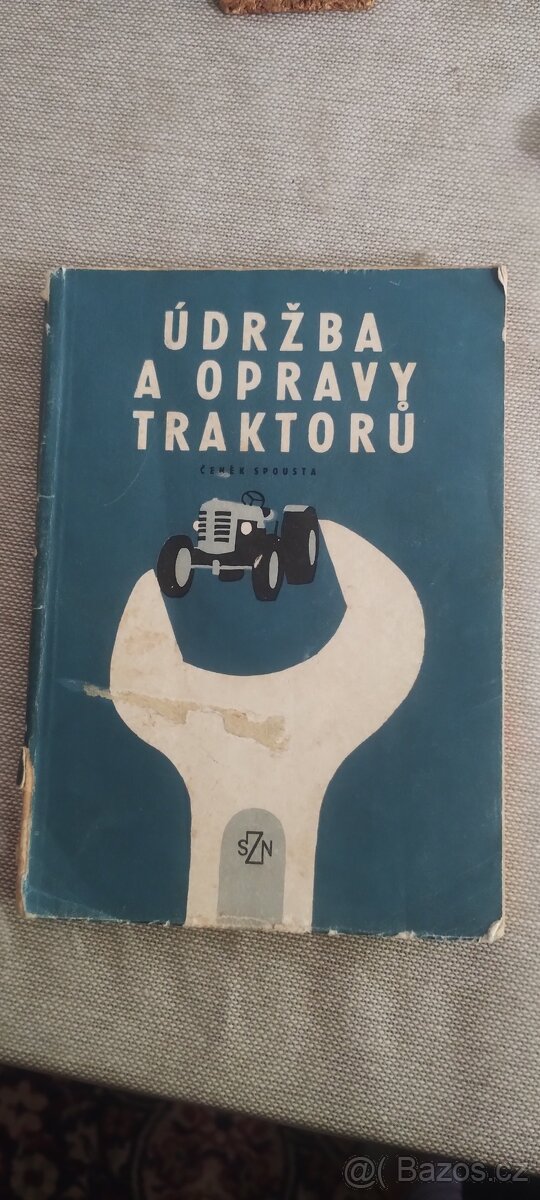 ÚDRŽBA
A OPRAVY
TRAKTORŮ
ČENĚK SPOUSTA
SZN
@( Bazos.cz